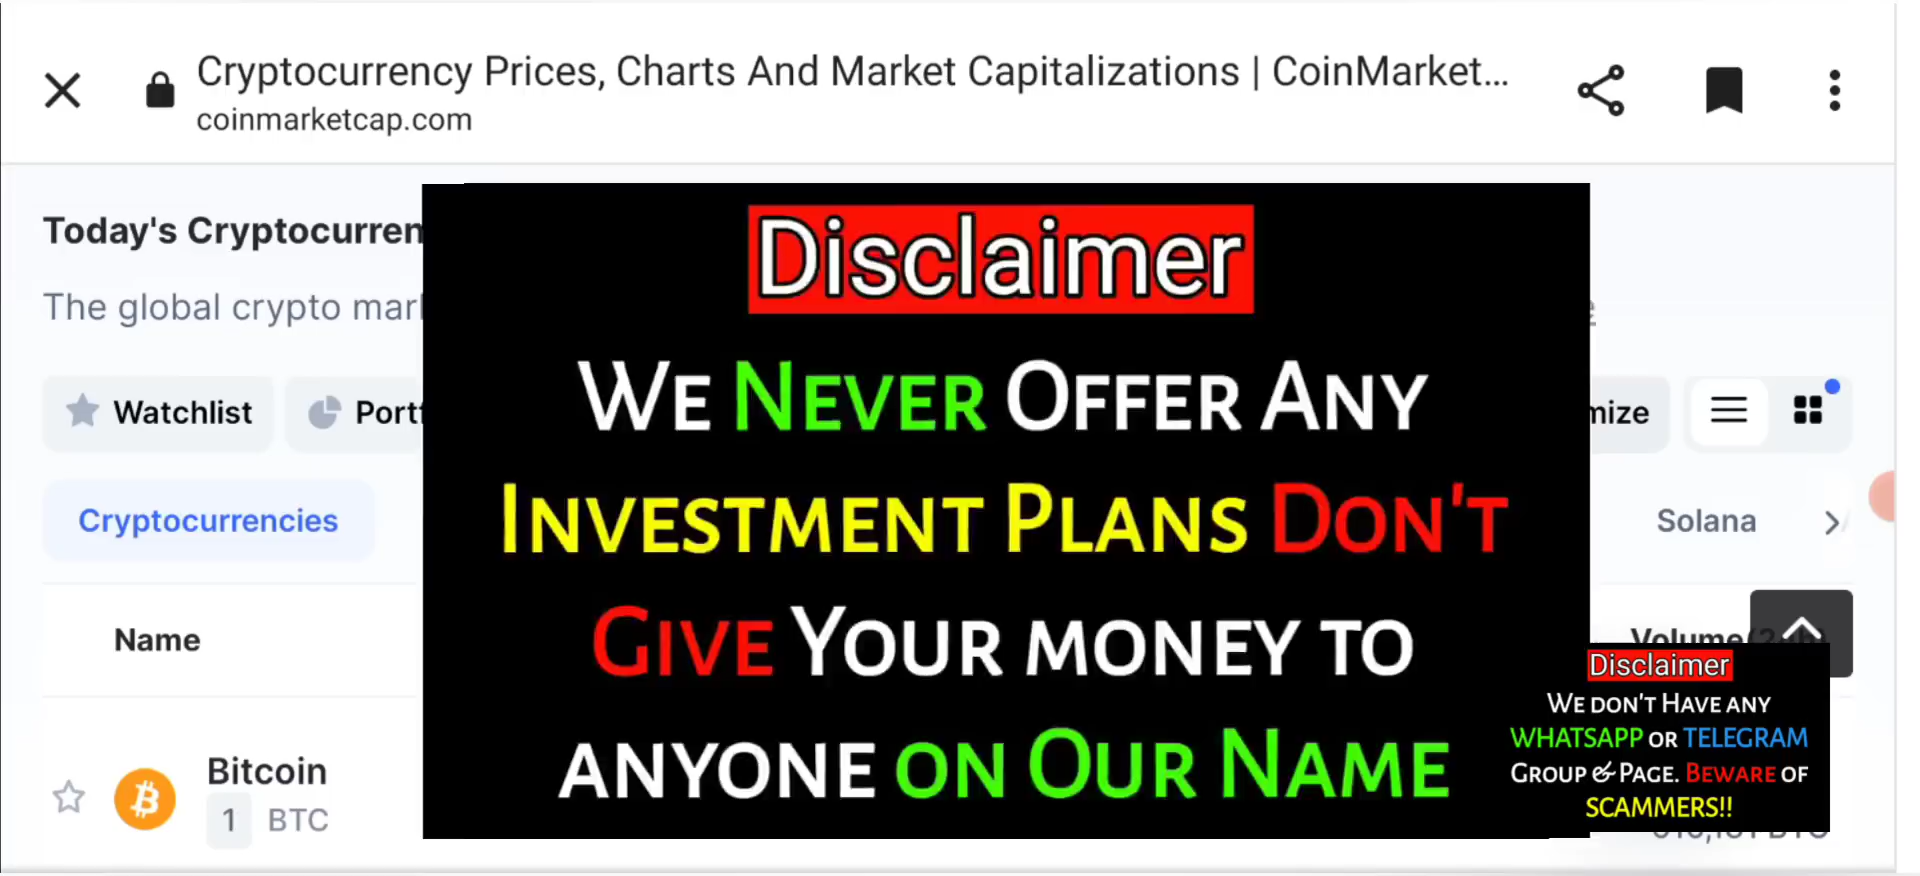 Cryptocurrency Prices, Charts And Market Capitalizations | CoinMarket...
coinmarketcap.com
Today's Cryptocurren
The global crypto mar
Watchlist
Port
mize
Cryptocurrencies
Solana
Name
Bitcoin
1 BTC
Disclaimer
We Never Offer Any
Investment Plans Don't
Give Your money to
anyone on Our Name
Disclaimer
We don't Have any
WHATSAPP or TELEGRAM
Group & Page. Beware of
SCAMMERS!!